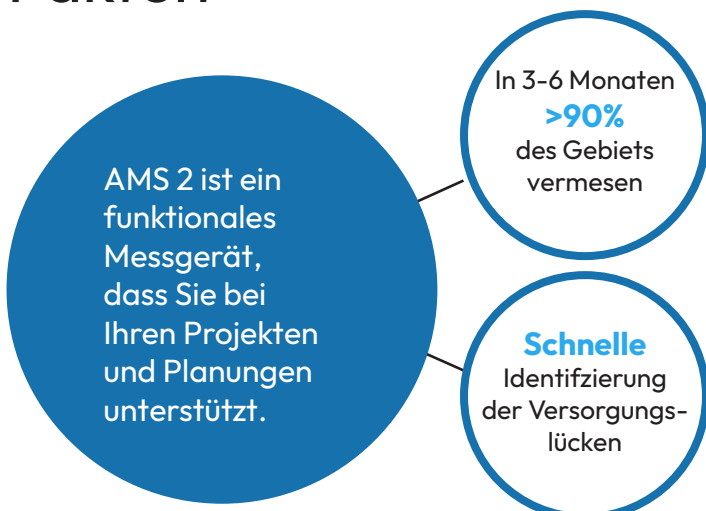 Fakten
AMS 2 ist ein
funktionales
Messgerät,
dass Sie bei
Ihren Projekten
und Planungen
unterstützt.
In 3-6 Monaten
>90%
des Gebiets
vermesen
Schnelle
Identifzierung
der Versorgungs-
lücken